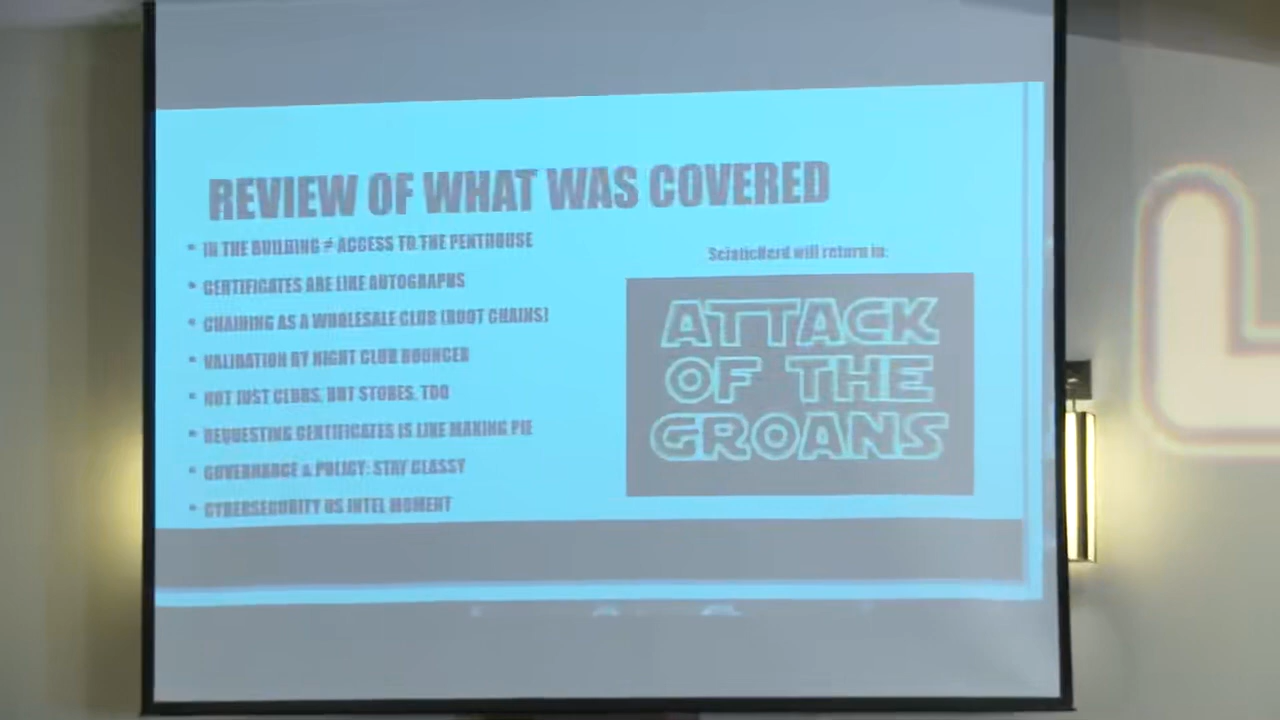 REVIEW OF WHAT WAS COVERED
▪ IN THE BUILDING ≠ ACCESS TO THE PENTHOUSE
▪ CERTIFICATES ARE LIKE AUTOGRAPHS
▪ CHAINING AS A WHOLESALE CLUB (ROOT CHAINS)
▪ VALIDATION BY NIGHT CLUB BOUNCER
▪ NOT JUST CLUBS, BUT STORES, TOO
▪ REQUESTING CERTIFICATES IS LIKE MAKING PIE
▪ GOVERNANCE & POLICY: STAY CLASSY
▪ CYBERSECURITY VS INTEL MOMENT
SciaticNerd will return in:
ATTACK
OF THE
GROANS